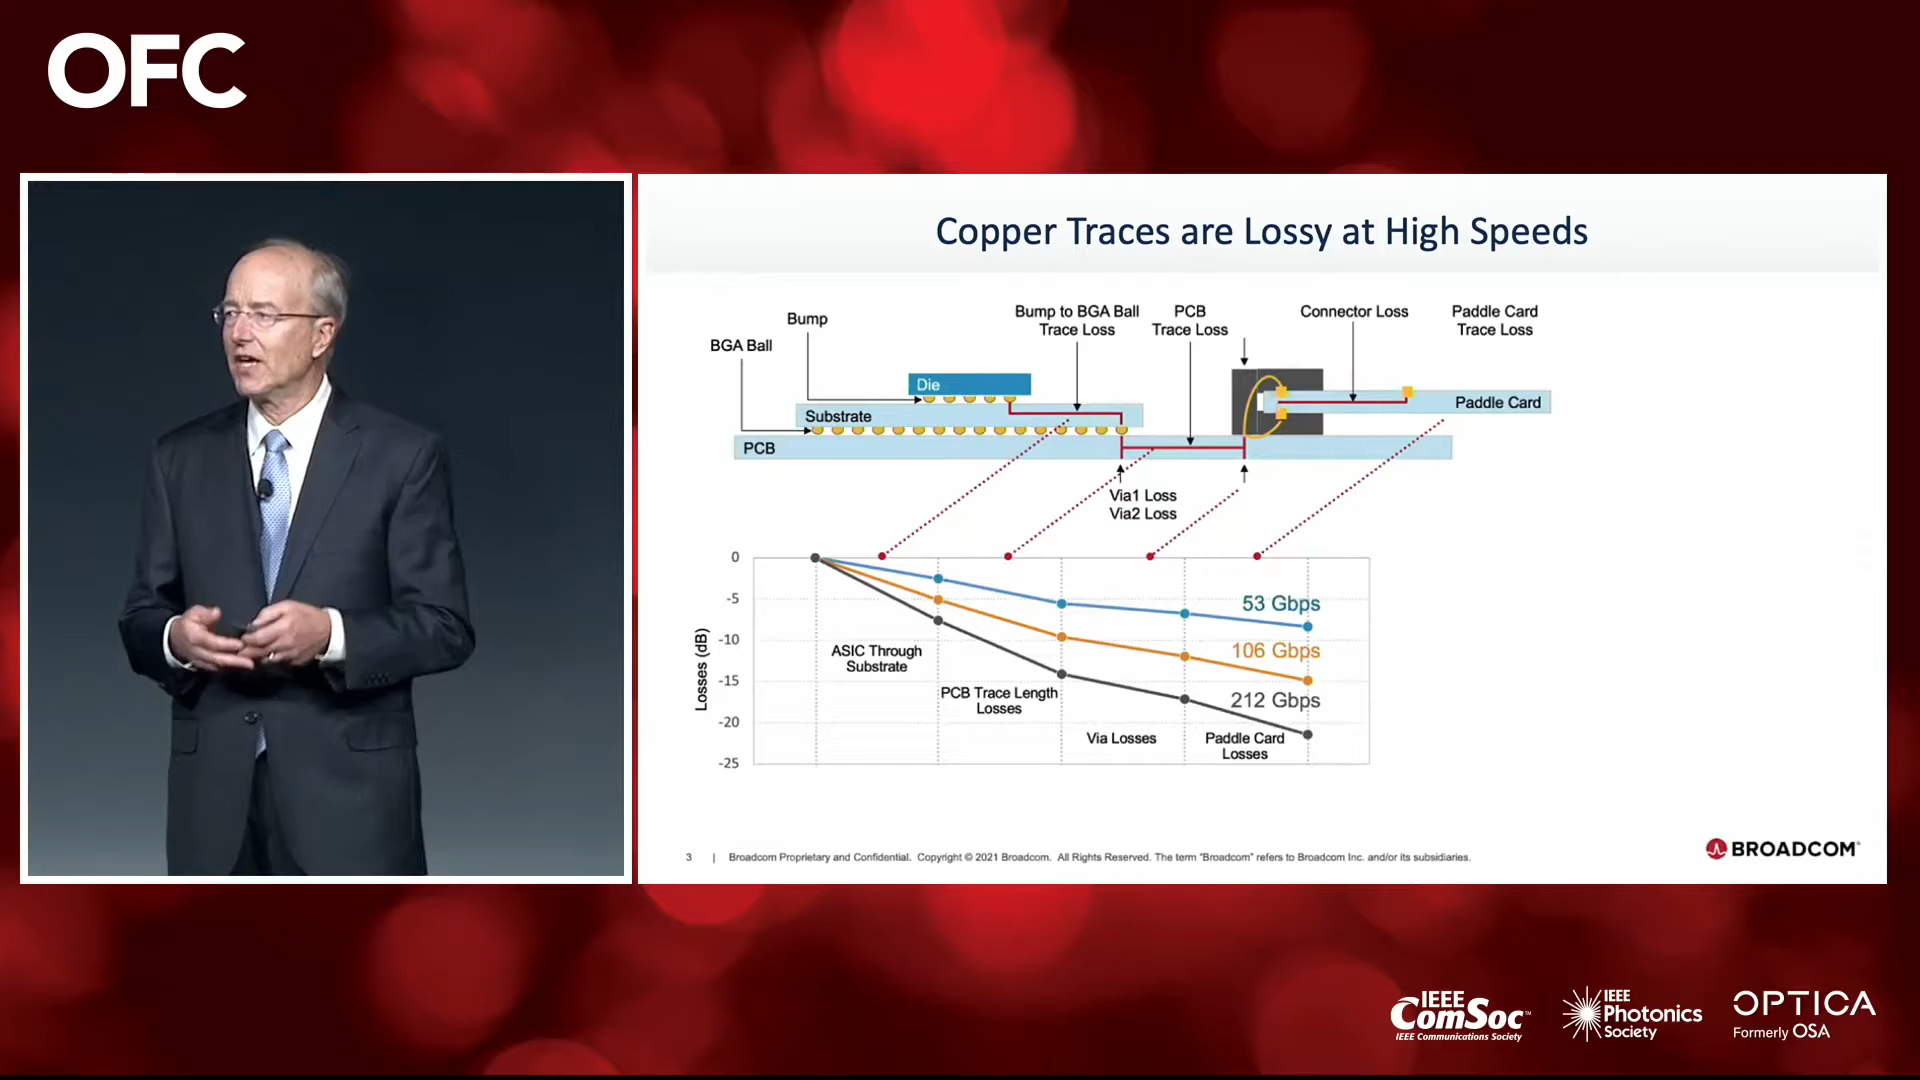 OFC
Copper Traces are Lossy at High Speeds
BGA Ball
Bump
Bump to BGA Ball
Trace Loss
PCB
Trace Loss
Connector Loss
Paddle Card
Trace Loss
Die
Substrate
PCB
Paddle Card
Via1 Loss
Via2 Loss
Losses (dB)
0
-5
-10
-15
-20
-25
ASIC Through
Substrate
PCB Trace Length
Losses
Via Losses
Paddle Card
Losses
53 Gbps
106 Gbps
212 Gbps
3 | Broadcom Proprietary and Confidential. Copyright © 2021 Broadcom. All Rights Reserved. The term “Broadcom” refers to Broadcom Inc. and/or its subsidiaries.
BROADCOM®
IEEE
ComSoc™
IEEE Communications Society
IEEE
Photonics
Society
OPTICA
Formerly OSA